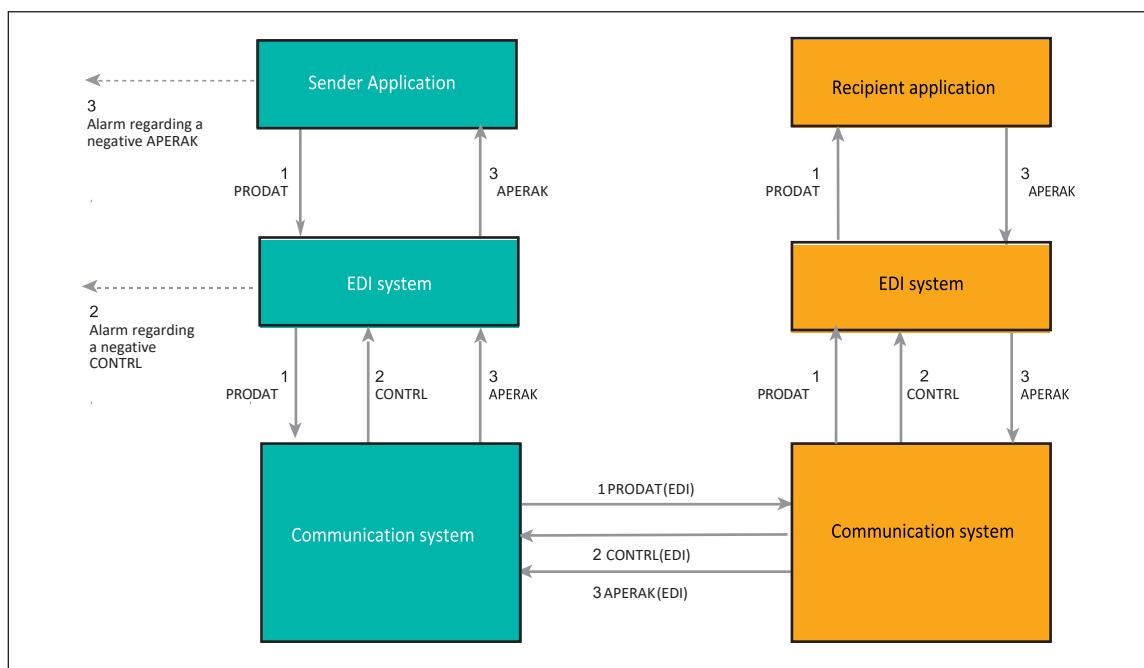 Sender Application
Recipient application
3
Alarm regarding a
negative APERAK
1
PRODAT
3
APERAK
1
PRODAT
3
APERAK
EDI system
EDI system
2
Alarm regarding
a negative
CONTRL
1
PRODAT
2
CONTRL
3
APERAK
1
PRODAT
2
CONTRL
3
APERAK
1 PRODAT(EDI)
Communication system
Communication system
2 CONTRL(EDI)
3 APERAK(EDI)